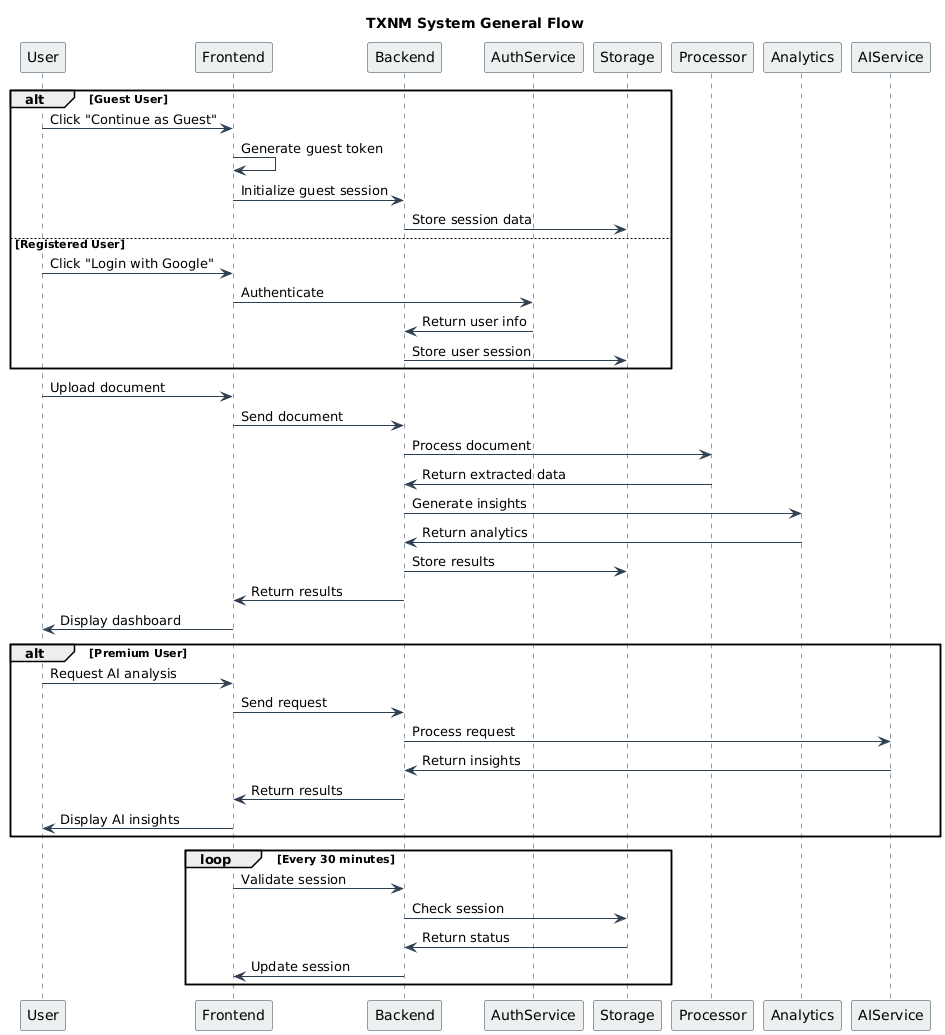 TXNM System General Flow
User Frontend Backend AuthService Storage Processor Analytics AIService
alt [Guest User]
Click "Continue as Guest"
Generate guest token
Initialize guest session
Store session data
[Registered User]
Click "Login with Google"
Authenticate
Return user info
Store user session
Upload document
Send document
Process document
Return extracted data
Generate insights
Return analytics
Store results
Return results
Display dashboard
alt [Premium User]
Request AI analysis
Send request
Process request
Return insights
Return results
Display AI insights
loop [Every 30 minutes]
Validate session
Check session
Return status
Update session
User Frontend Backend AuthService Storage Processor Analytics AIService